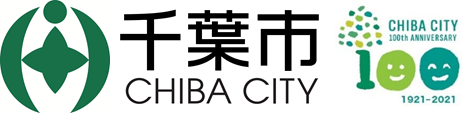 千葉市
CHIBA CITY
CHIBA CITY
100th ANNIVERSARY
100
1921-2021